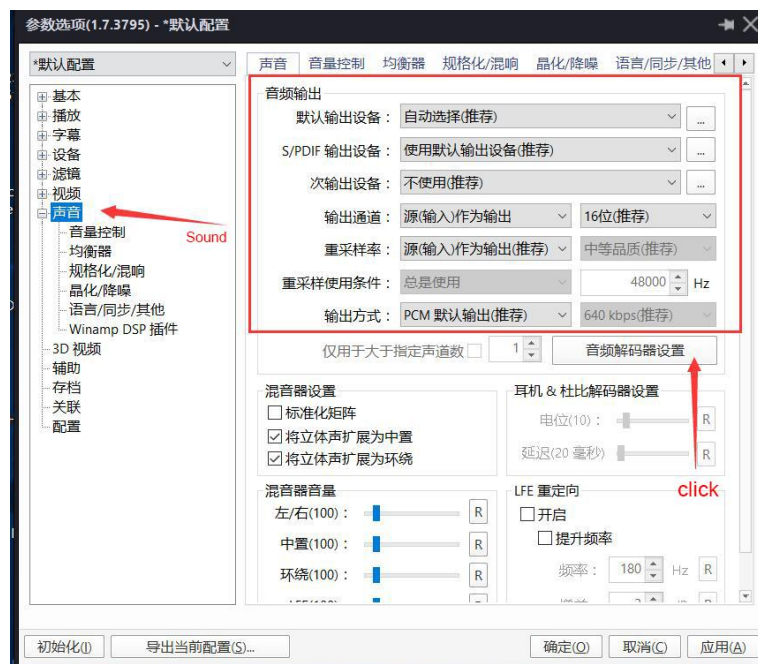 参数选项(1.7.3795) - *默认配置
*默认配置
基本
播放
字幕
设备
滤镜
视频
声音
音量控制
均衡器
规格化/混响
晶化/降噪
语言/同步/其他
Winamp DSP 插件
3D 视频
辅助
存档
关联
配置
Sound
声音 音量控制 均衡器 规格化/混响 晶化/降噪 语言/同步/其他
音频输出
默认输出设备： 自动选择(推荐) ...
S/PDIF 输出设备： 使用默认输出设备(推荐) ...
次输出设备： 不使用(推荐) ...
输出通道： 源(输入)作为输出 16位(推荐)
重采样率： 源(输入)作为输出(推荐) 中等品质(推荐)
重采样使用条件： 总是使用 48000 Hz
输出方式： PCM 默认输出(推荐) 640 kbps(推荐)
仅用于大于指定声道数 1 音频解码器设置
混音器设置
标准化矩阵
将立体声扩展为中置
将立体声扩展为环绕
耳机 & 杜比解码器设置
电位(10)： R
延迟(20 毫秒) R
click
混音器音量
左/右(100)： R
中置(100)： R
环绕(100)： R
LFE 重定向
开启
提升频率
频率： 180 Hz R
初始化(I) 导出当前配置(S)... 确定(O) 取消(C) 应用(A)